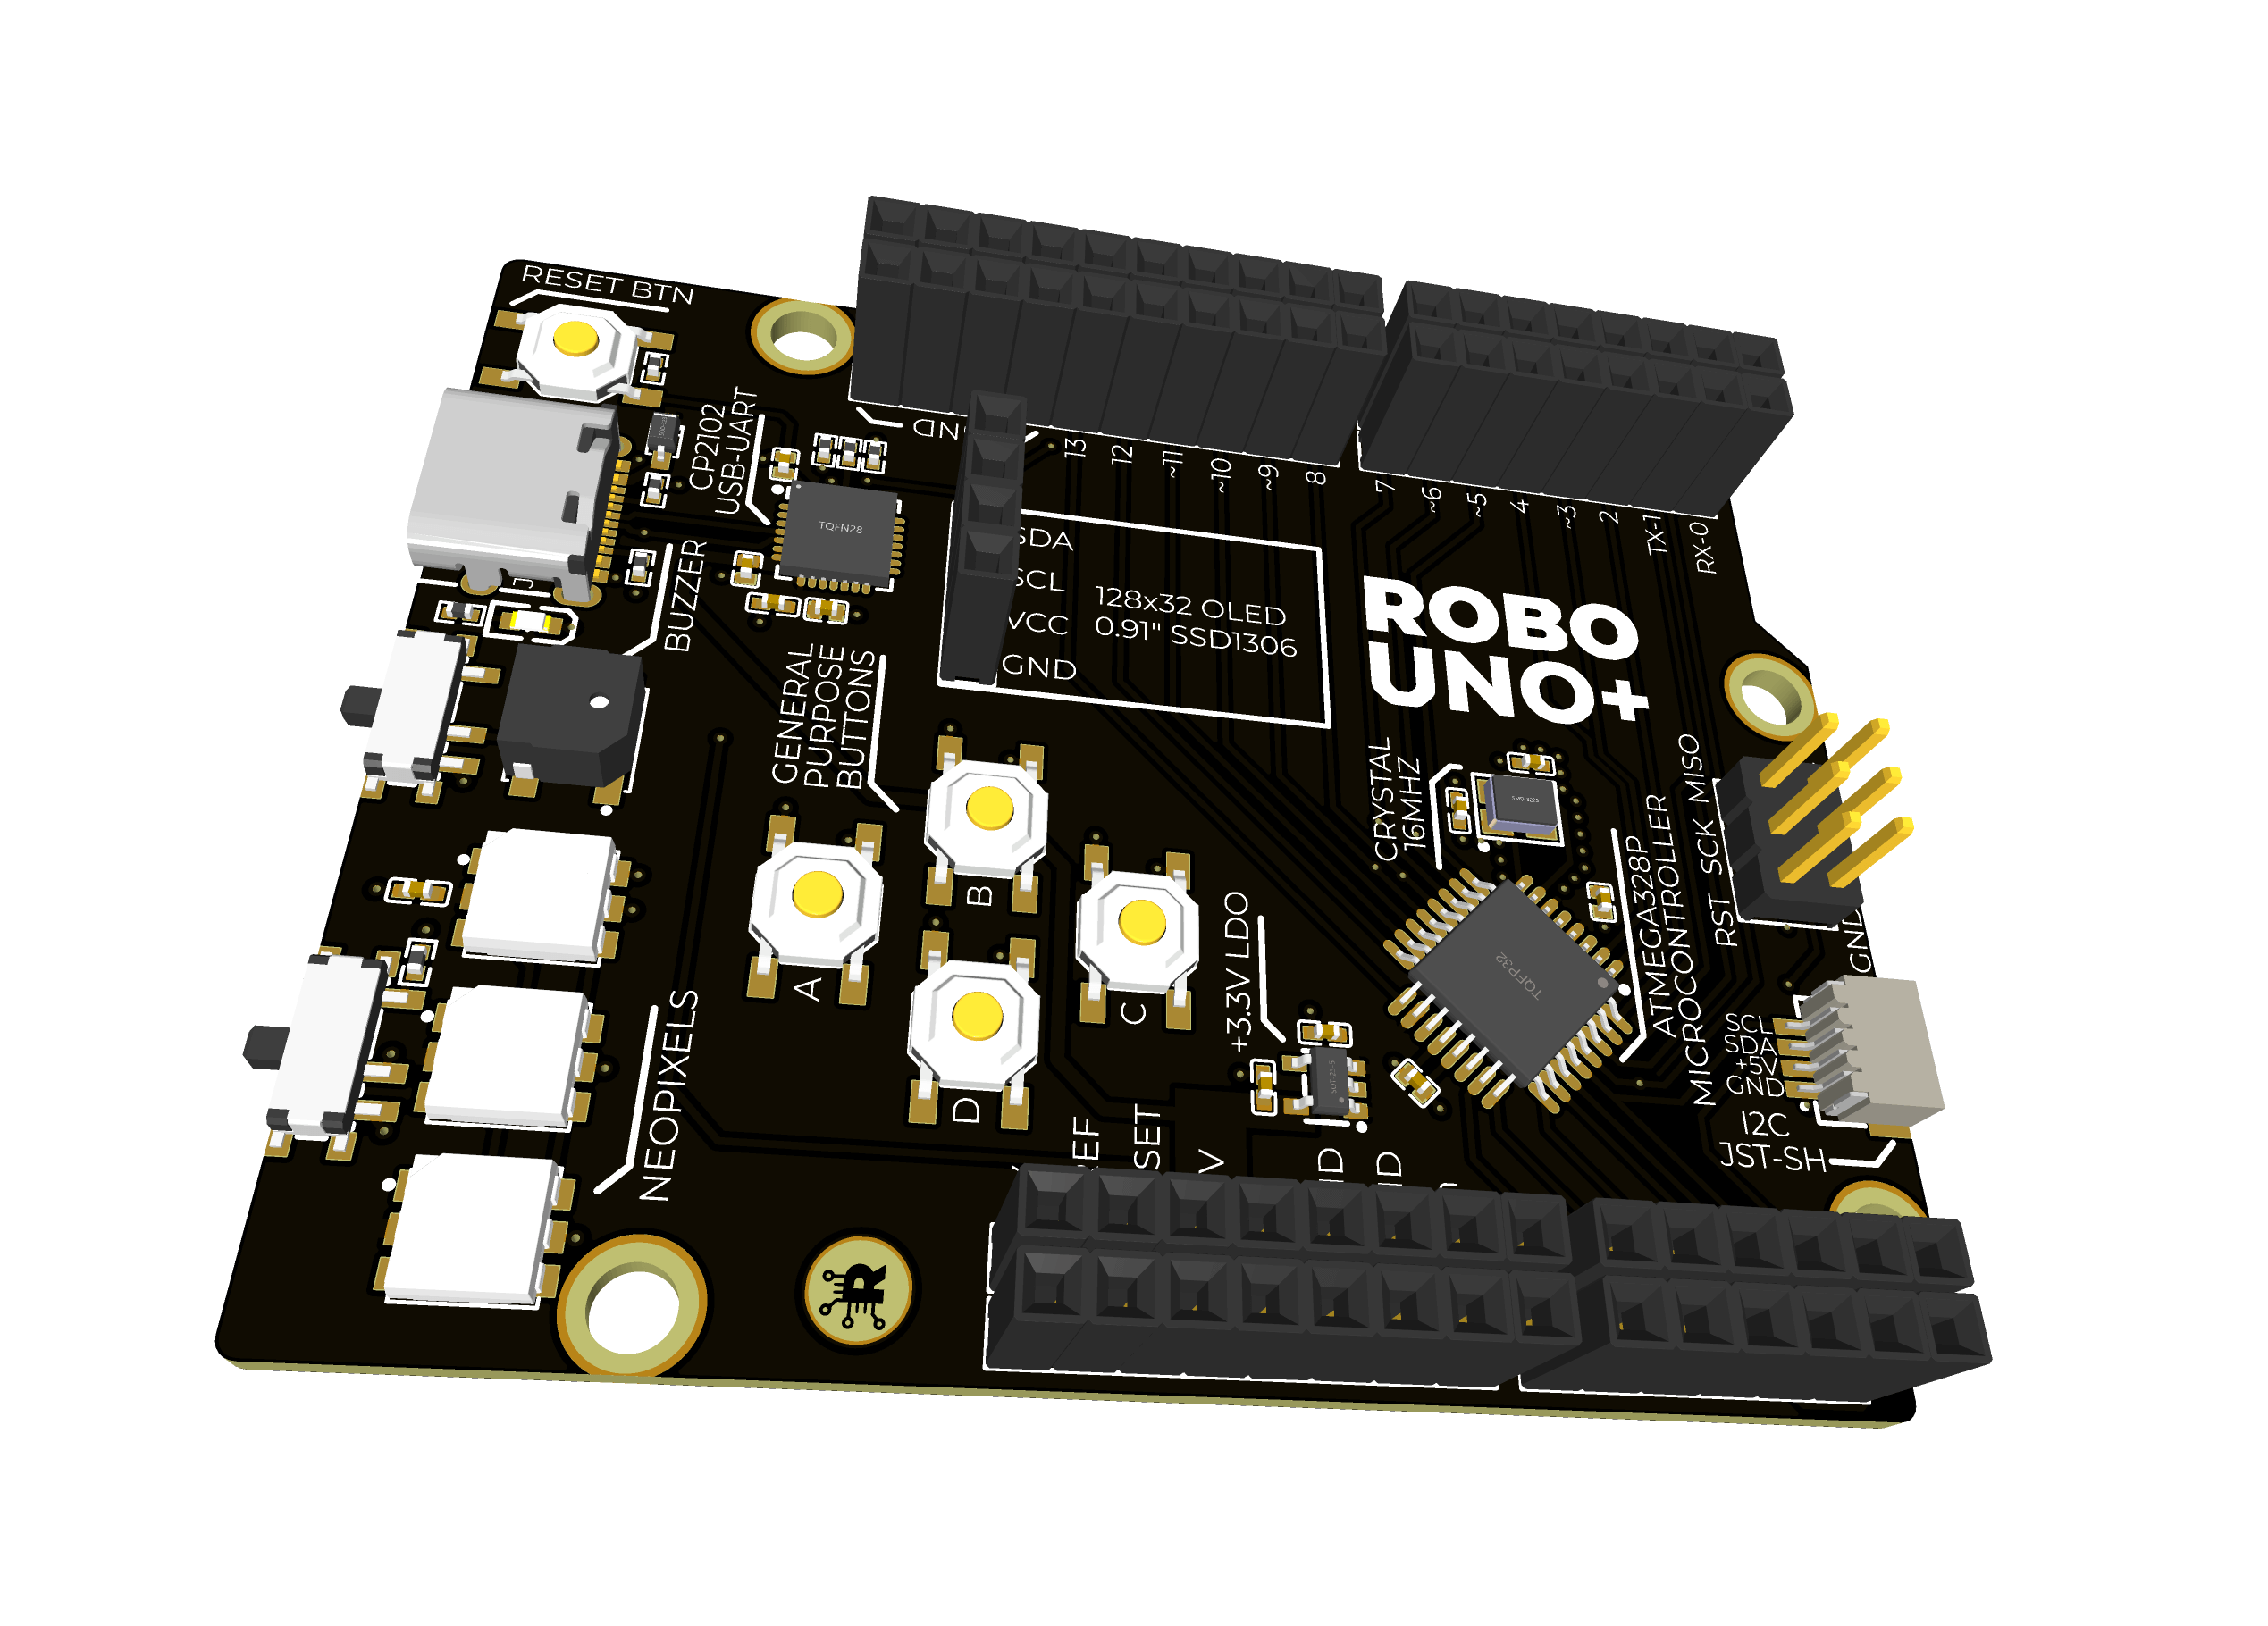 RESET BTN
CP2102
USB-UART
TQFN28
BUZZER
13
12
~11
~10
~9
8
7
~6
~5
4
~3
2
TX-1
RX-0
SDA
SCL
VCC
GND
128x32 OLED
0.91" SSD1306
ROBO
UNO+
GENERAL
PURPOSE
BUTTONS
CRYSTAL
16MHZ
RST SCK MISO
GND
ATMEGA328P
MICROCONTROLLER
TQFP32
A
B
C
D
+3.3V LDO
NEOPIXELS
SCL
SDA
+5V
GND
I2C
JST-SH
R